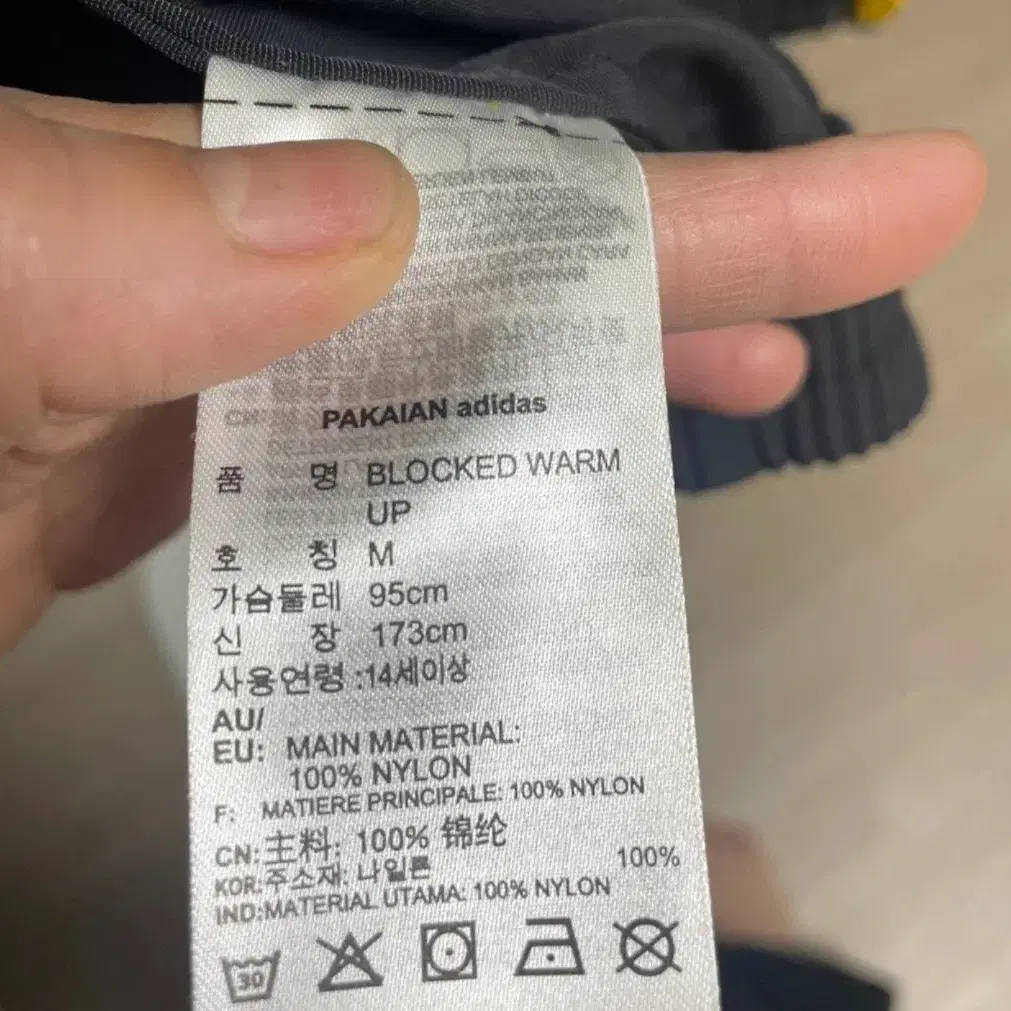 PAKAIAN adidas
품 명 BLOCKED WARM
UP
호 칭 M
가슴둘레 95cm
신 장 173cm
사용연령 :14세이상
AU/
EU: MAIN MATERIAL:
100% NYLON
F: MATIERE PRINCIPALE: 100% NYLON
CN:主料: 100% 锦纶
KOR:주소재: 나일론 100%
IND:MATERIAL UTAMA: 100% NYLON
30